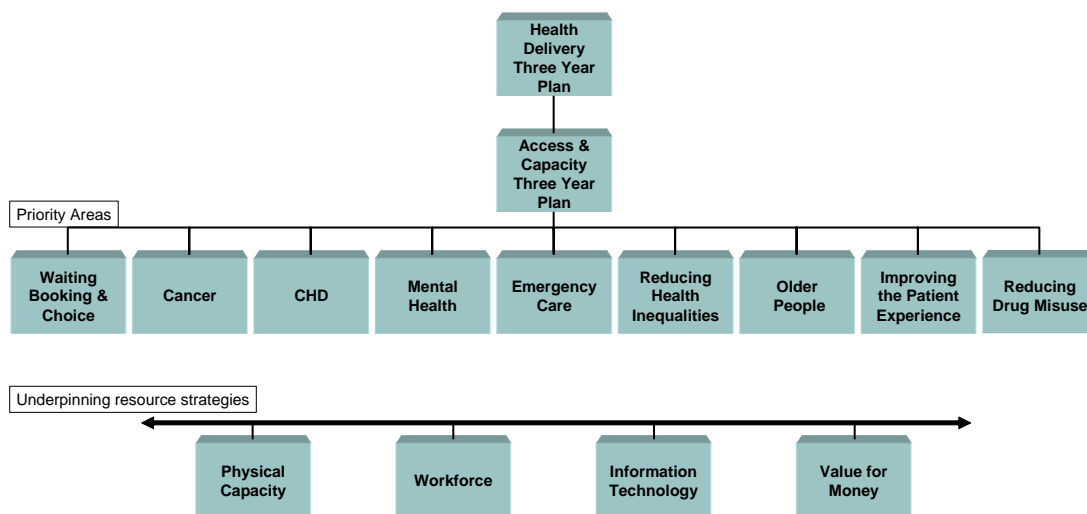 Health
Delivery
Three Year
Plan
Access &
Capacity
Three Year
Plan
Priority Areas
Waiting
Booking &
Choice
Cancer
CHD
Mental
Health
Emergency
Care
Reducing
Health
Inequalities
Older
People
Improving
the Patient
Experience
Reducing
Drug Misuse
Underpinning resource strategies
Physical
Capacity
Workforce
Information
Technology
Value for
Money